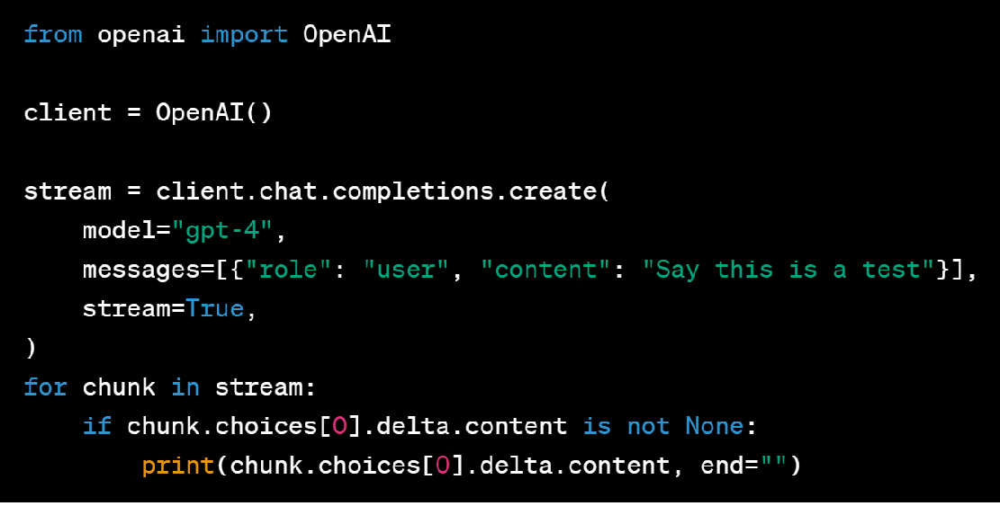 from openai import OpenAI

client = OpenAI()

stream = client.chat.completions.create(
    model="gpt-4",
    messages=[{"role": "user", "content": "Say this is a test"}],
    stream=True,
)
for chunk in stream:
    if chunk.choices[0].delta.content is not None:
        print(chunk.choices[0].delta.content, end="")